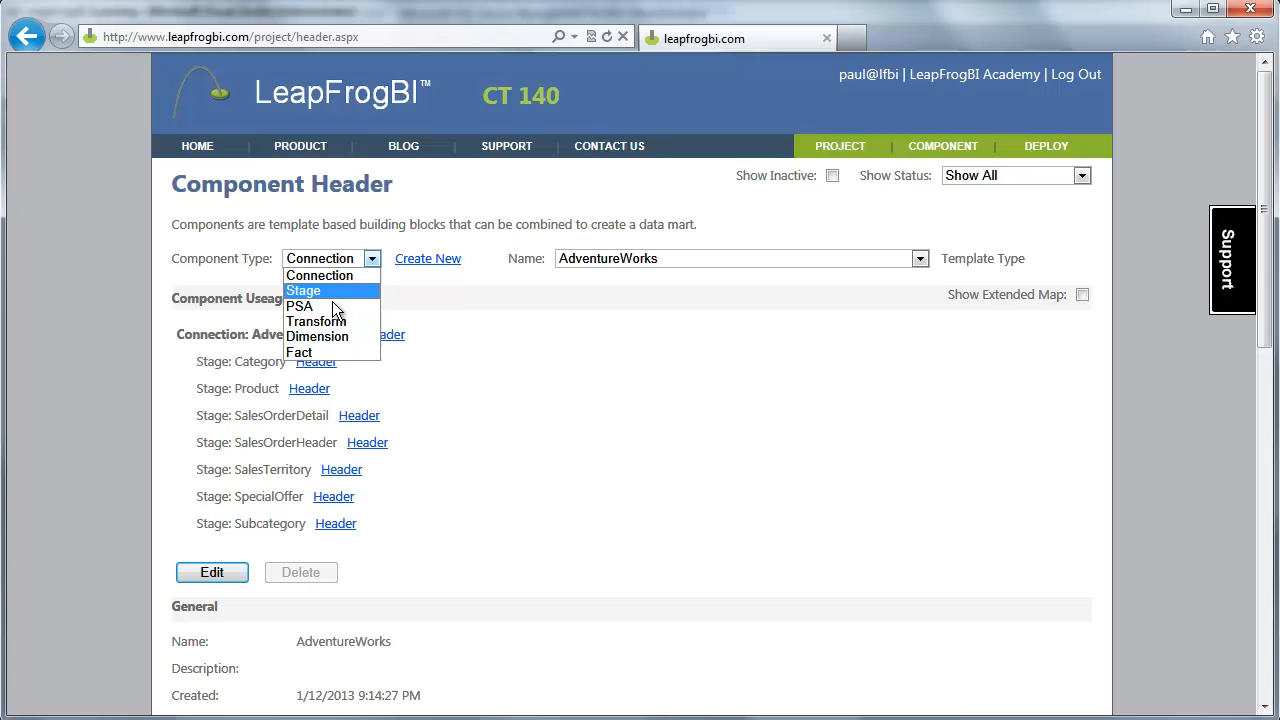 http://www.leapfrogbi.com/project/header.aspx
leapfrogbi.com
LeapFrogBI™
CT 140
paul@lfbi | LeapFrogBI Academy | Log Out
HOME PRODUCT BLOG SUPPORT CONTACT US PROJECT COMPONENT DEPLOY
Component Header
Show Inactive: Show Status: Show All
Components are template based building blocks that can be combined to create a data mart.
Component Type: Connection Create New Name: AdventureWorks Template Type
Connection
Stage
PSA
Transform
Dimension
Fact
Component Useag
Show Extended Map:
Connection: Adve
eader
Stage: Category Header
Stage: Product Header
Stage: SalesOrderDetail Header
Stage: SalesOrderHeader Header
Stage: SalesTerritory Header
Stage: SpecialOffer Header
Stage: Subcategory Header
Edit Delete
General
Name: AdventureWorks
Description:
Created: 1/12/2013 9:14:27 PM
Support